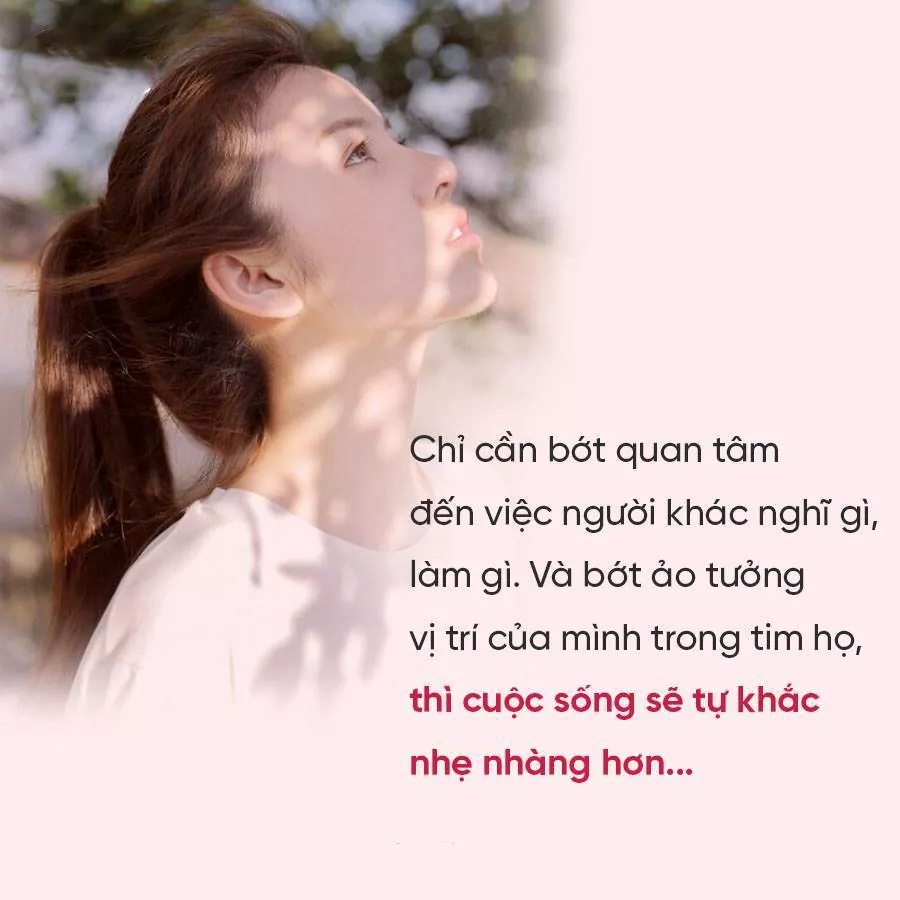 Chỉ cần bớt quan tâm
đến việc người khác nghĩ gì,
làm gì. Và bớt ảo tưởng
vị trí của mình trong tim họ,
thì cuộc sống sẽ tự khắc
nhẹ nhàng hơn...